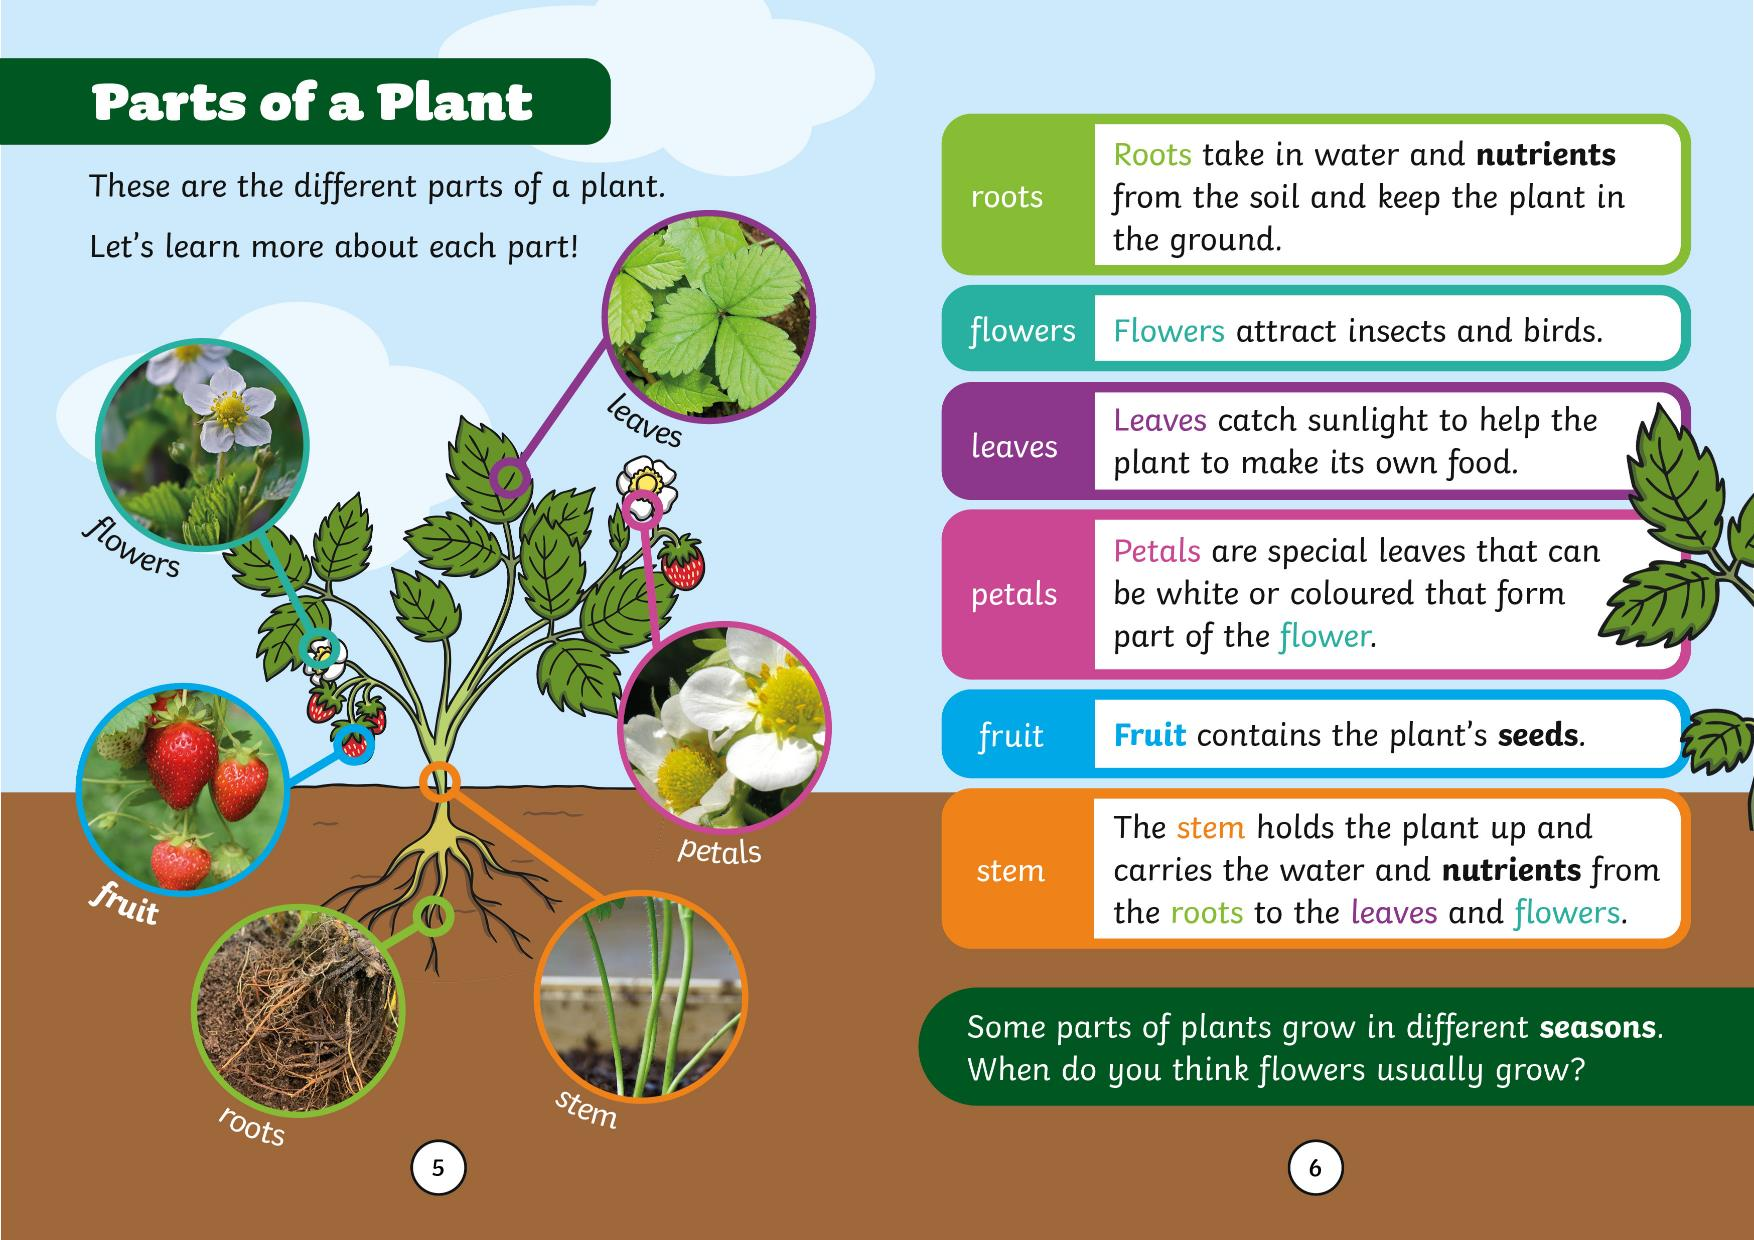 Parts of a Plant
These are the different parts of a plant.
Let's learn more about each part!
leaves
flowers
petals
fruit
roots
stem
5
roots
Roots take in water and nutrients
from the soil and keep the plant in
the ground.
flowers
Flowers attract insects and birds.
leaves
Leaves catch sunlight to help the
plant to make its own food.
petals
Petals are special leaves that can
be white or coloured that form
part of the flower.
fruit
Fruit contains the plant's seeds.
stem
The stem holds the plant up and
carries the water and nutrients from
the roots to the leaves and flowers.
Some parts of plants grow in different seasons.
When do you think flowers usually grow?
6